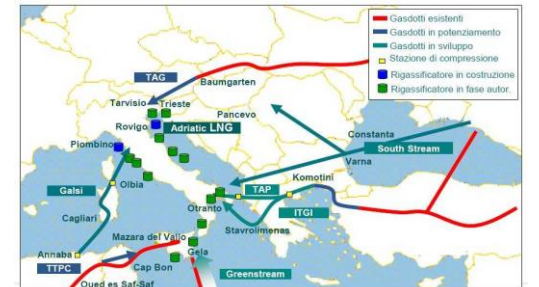 Gasdotti esistenti
Gasdotti in potenziamento
Gasdotti in sviluppo
Stazione di compressione
Rigassificatore in costruzione
Rigassificatore in fase autor.
TAG
Baumgarten
Tarvisio
Trieste
Pancevo
Rovigo
Adriatic LNG
Constanta
Piombino
South Stream
Varna
Galsi
Olbia
TAP
Komotini
Otranto
ITGI
Cagliari
Stavrolimenas
Mazara del Vallo
Annaba
Gela
TTPC
Cap Bon
Greenstream
Oued es Saf-Saf